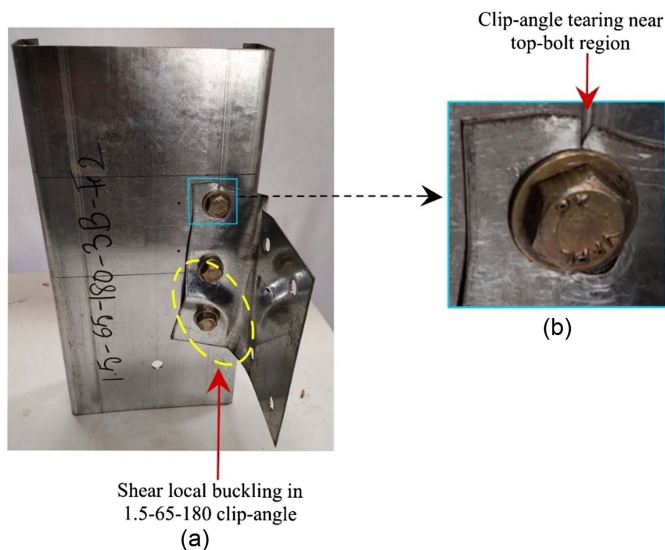 Clip-angle tearing near
top-bolt region
1.5-65-180-3B-T2
(b)
Shear local buckling in
1.5-65-180 clip-angle
(a)